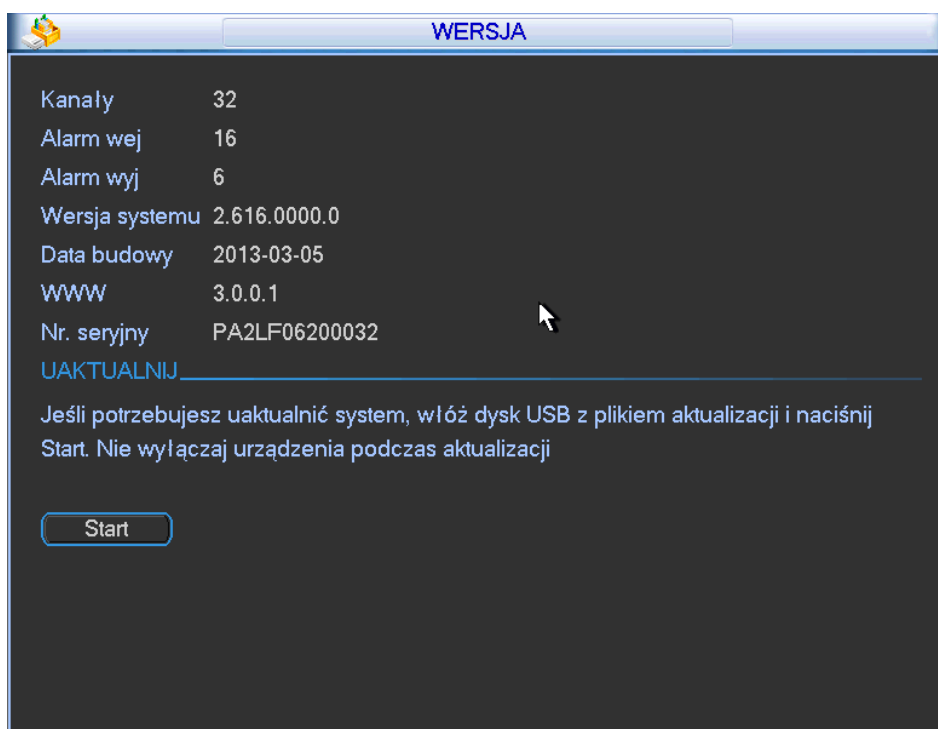 WERSJA
Kanały 32
Alarm wej 16
Alarm wyj 6
Wersja systemu 2.616.0000.0
Data budowy 2013-03-05
WWW 3.0.0.1
Nr. seryjny PA2LF06200032
UAKTUALNIJ
Jeśli potrzebujesz uaktualnić system, włóż dysk USB z plikiem aktualizacji i naciśnij
Start. Nie wyłączaj urządzenia podczas aktualizacji
Start